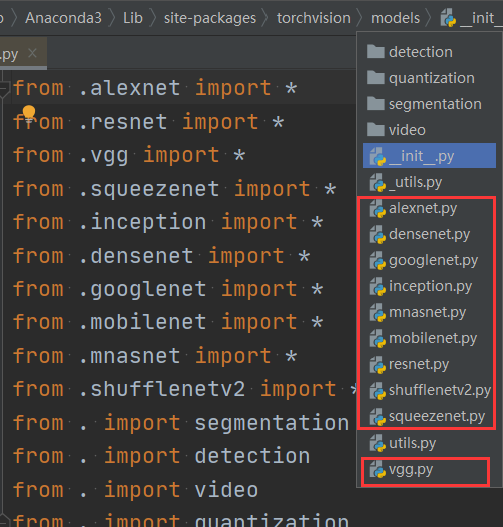 Anaconda3 Lib site-packages torchvision models __init_
.py
from .alexnet import *
from .resnet import *
from .vgg import *
from .squeezenet import *
from .inception import *
from .densenet import *
from .googlenet import *
from .mobilenet import *
from .mnasnet import *
from .shufflenetv2 import *
from . import segmentation
from . import detection
from . import video
from . import quantization
detection
quantization
segmentation
video
__init__.py
_utils.py
alexnet.py
densenet.py
googlenet.py
inception.py
mnasnet.py
mobilenet.py
resnet.py
shufflenetv2.py
squeezenet.py
utils.py
vgg.py